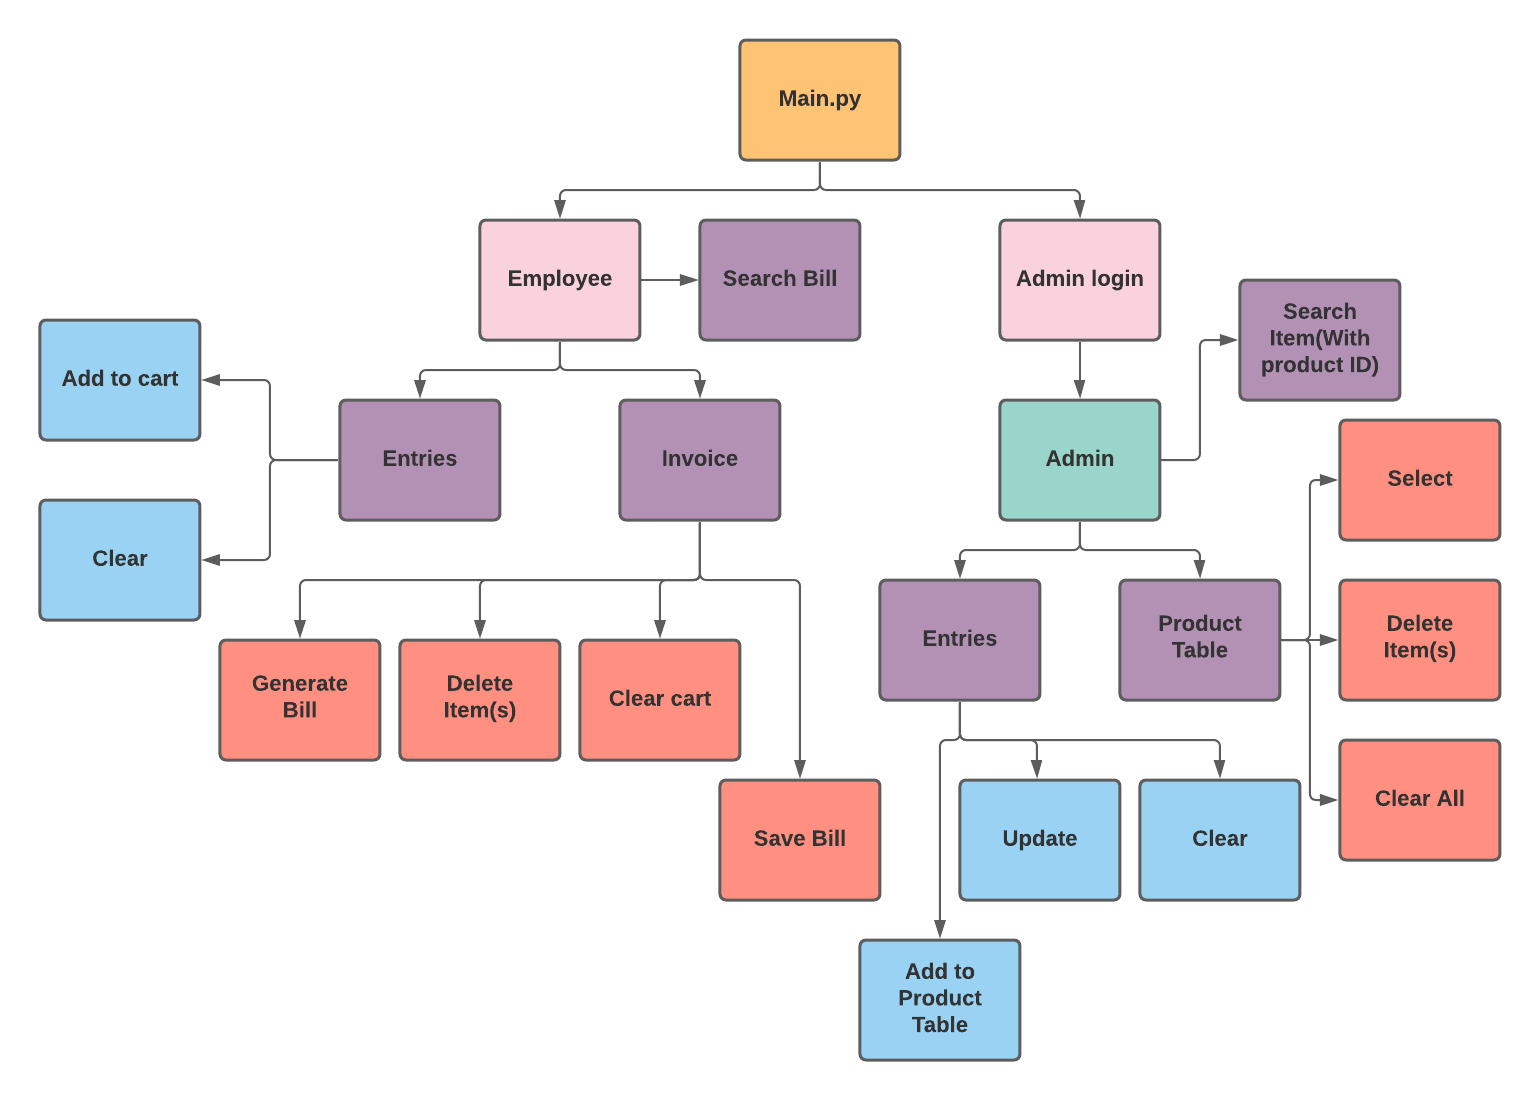 Main.py
Employee
Search Bill
Admin login
Search
Item(With
product ID)
Add to cart
Entries
Invoice
Admin
Select
Clear
Generate
Bill
Delete
Item(s)
Clear cart
Entries
Product
Table
Delete
Item(s)
Save Bill
Update
Clear
Clear All
Add to
Product
Table